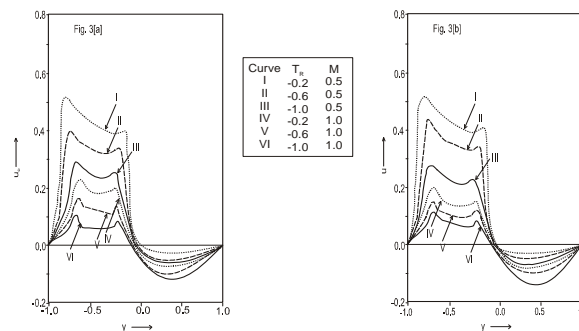 Fig. 3[a]
0.8
0.6
0.4
0.2
0.0
-0.2
-1.0
-0.5
0.0
0.5
1.0
y
I
II
III
IV
V
VI
Curve T_R M
I -0.2 0.5
II -0.6 0.5
III -1.0 0.5
IV -0.2 1.0
V -0.6 1.0
VI -1.0 1.0
Fig. 3[b]
0.8
0.6
0.4
0.2
0.0
-0.2
-1.0
-0.5
0.0
0.5
1.0
y
u
I
II
III
IV
V
VI